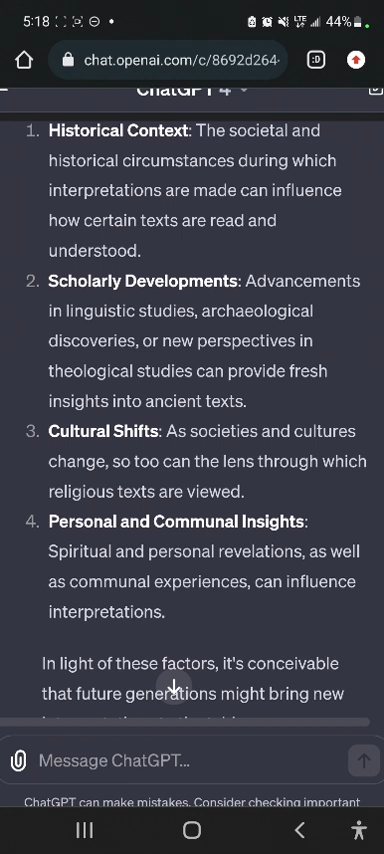 5:18 LTE 44%
chat.openai.com/c/8692d264- :D
ChatGPT 4
1. Historical Context: The societal and
historical circumstances during which
interpretations are made can influence
how certain texts are read and
understood.
2. Scholarly Developments: Advancements
in linguistic studies, archaeological
discoveries, or new perspectives in
theological studies can provide fresh
insights into ancient texts.
3. Cultural Shifts: As societies and cultures
change, so too can the lens through which
religious texts are viewed.
4. Personal and Communal Insights:
Spiritual and personal revelations, as well
as communal experiences, can influence
interpretations.
In light of these factors, it's conceivable
that future generations might bring new
Message ChatGPT...
ChatGPT can make mistakes. Consider checking important